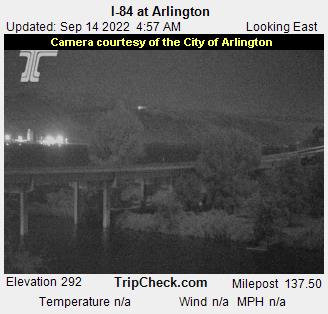 I-84 at Arlington
Updated: Sep 14 2022 4:57 AM Looking East
Camera courtesy of the City of Arlington
Elevation 292 TripCheck.com Milepost 137.50
Temperature n/a Wind n/a MPH n/a